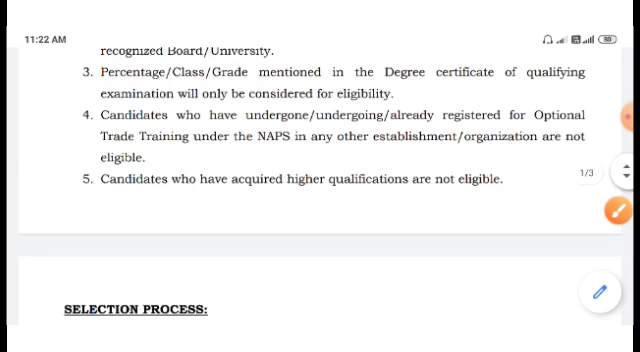 11:22 AM
80
recognized Board/University.
3. Percentage/Class/Grade mentioned in the Degree certificate of qualifying
examination will only be considered for eligibility.
4. Candidates who have undergone/undergoing/already registered for Optional
Trade Training under the NAPS in any other establishment/organization are not
eligible.
5. Candidates who have acquired higher qualifications are not eligible.
1/3
SELECTION PROCESS: